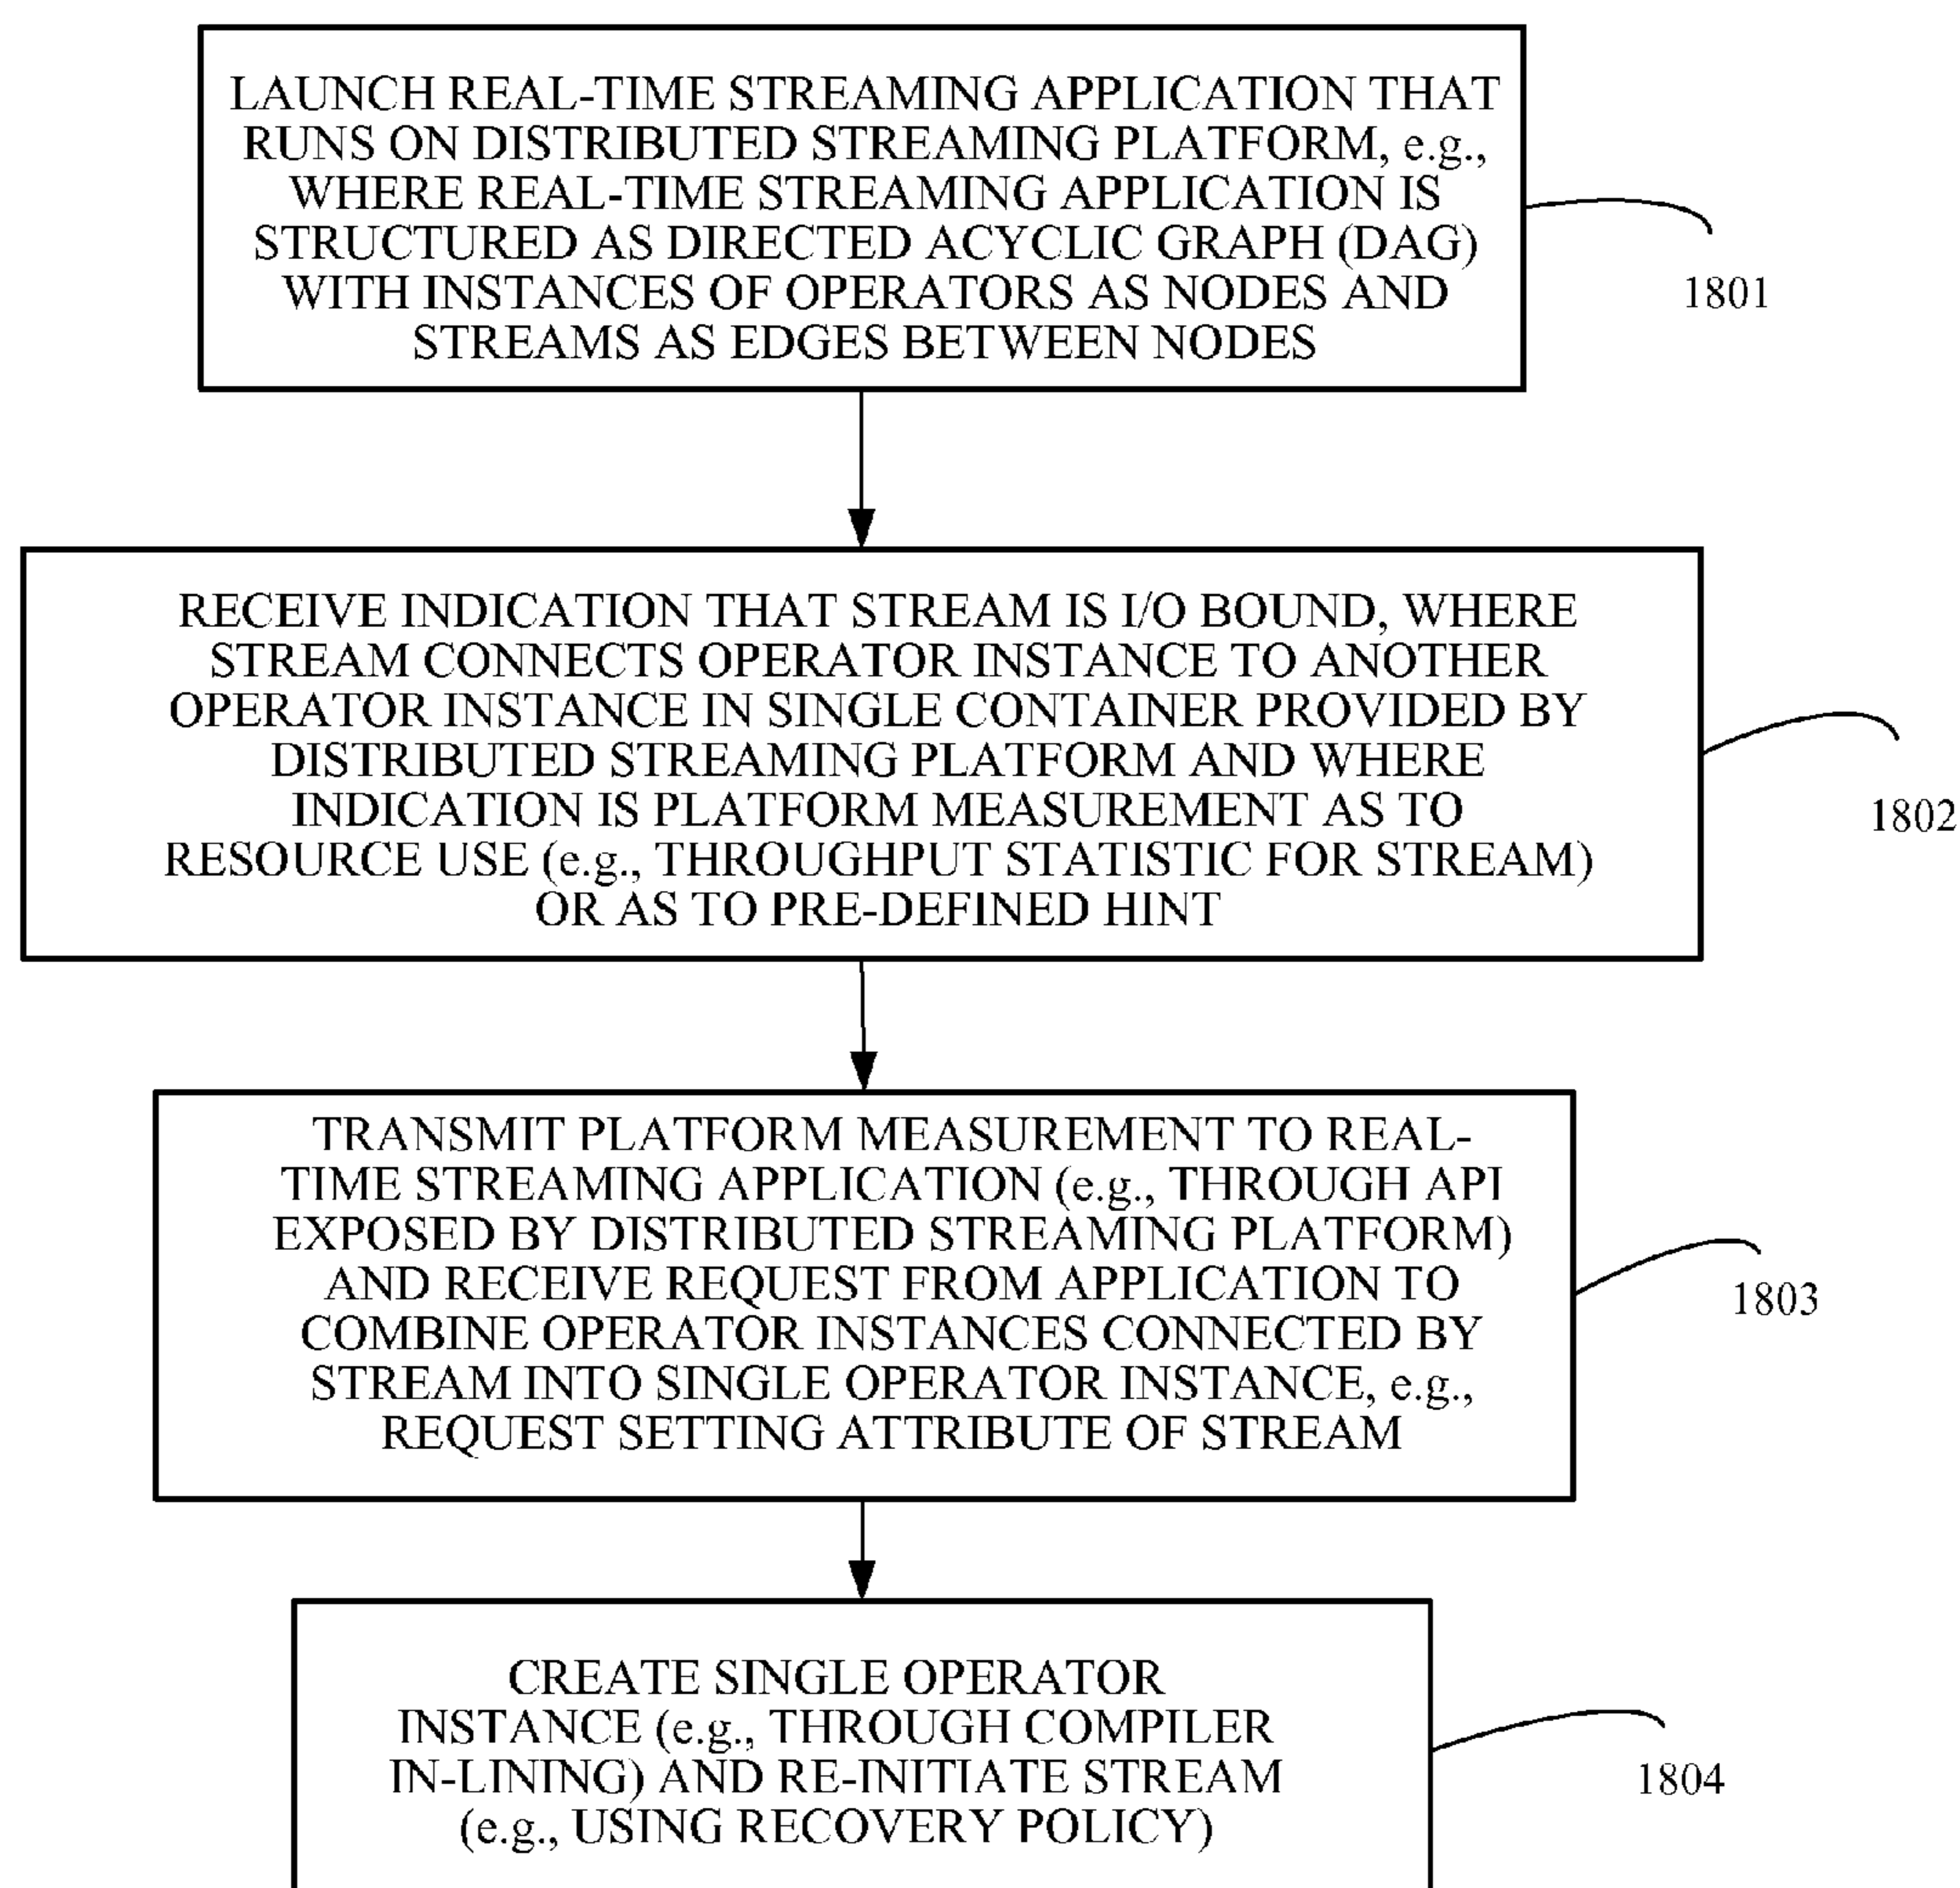 LAUNCH REAL-TIME STREAMING APPLICATION THAT
RUNS ON DISTRIBUTED STREAMING PLATFORM, e.g.,
WHERE REAL-TIME STREAMING APPLICATION IS
STRUCTURED AS DIRECTED ACYCLIC GRAPH (DAG)
WITH INSTANCES OF OPERATORS AS NODES AND
STREAMS AS EDGES BETWEEN NODES
1801
RECEIVE INDICATION THAT STREAM IS I/O BOUND, WHERE
STREAM CONNECTS OPERATOR INSTANCE TO ANOTHER
OPERATOR INSTANCE IN SINGLE CONTAINER PROVIDED BY
DISTRIBUTED STREAMING PLATFORM AND WHERE
INDICATION IS PLATFORM MEASUREMENT AS TO
RESOURCE USE (e.g., THROUGHPUT STATISTIC FOR STREAM)
OR AS TO PRE-DEFINED HINT
1802
TRANSMIT PLATFORM MEASUREMENT TO REAL-
TIME STREAMING APPLICATION (e.g., THROUGH API
EXPOSED BY DISTRIBUTED STREAMING PLATFORM)
AND RECEIVE REQUEST FROM APPLICATION TO
COMBINE OPERATOR INSTANCES CONNECTED BY
STREAM INTO SINGLE OPERATOR INSTANCE, e.g.,
REQUEST SETTING ATTRIBUTE OF STREAM
1803
CREATE SINGLE OPERATOR
INSTANCE (e.g., THROUGH COMPILER
IN-LINING) AND RE-INITIATE STREAM
(e.g., USING RECOVERY POLICY)
1804